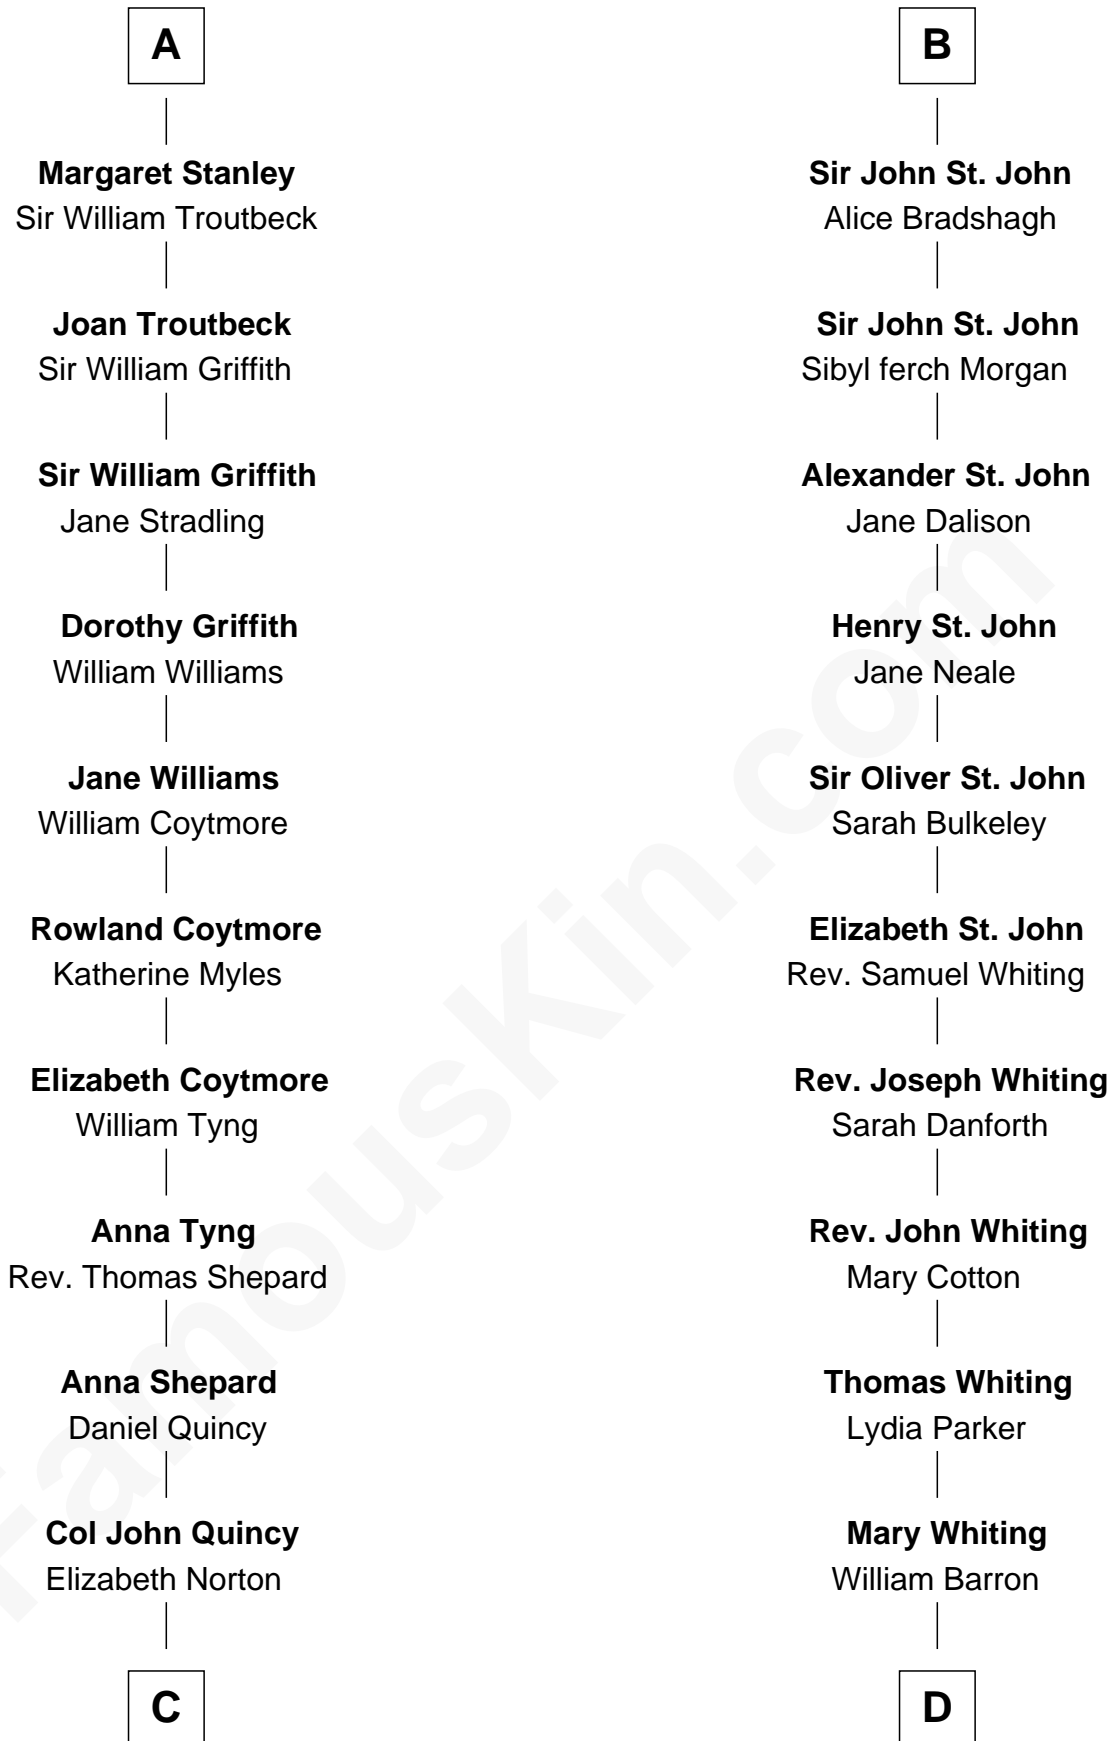 A
Margaret Stanley
Sir William Troutbeck
Joan Troutbeck
Sir William Griffith
Sir William Griffith
Jane Stradling
Dorothy Griffith
William Williams
Jane Williams
William Coytmore
Rowland Coytmore
Katherine Myles
Elizabeth Coytmore
William Tyng
Anna Tyng
Rev. Thomas Shepard
Anna Shepard
Daniel Quincy
Col John Quincy
Elizabeth Norton
C
B
Sir John St. John
Alice Bradshagh
Sir John St. John
Sibyl ferch Morgan
Alexander St. John
Jane Dalison
Henry St. John
Jane Neale
Sir Oliver St. John
Sarah Bulkeley
Elizabeth St. John
Rev. Samuel Whiting
Rev. Joseph Whiting
Sarah Danforth
Rev. John Whiting
Mary Cotton
Thomas Whiting
Lydia Parker
Mary Whiting
William Barron
D
FamousKin.com